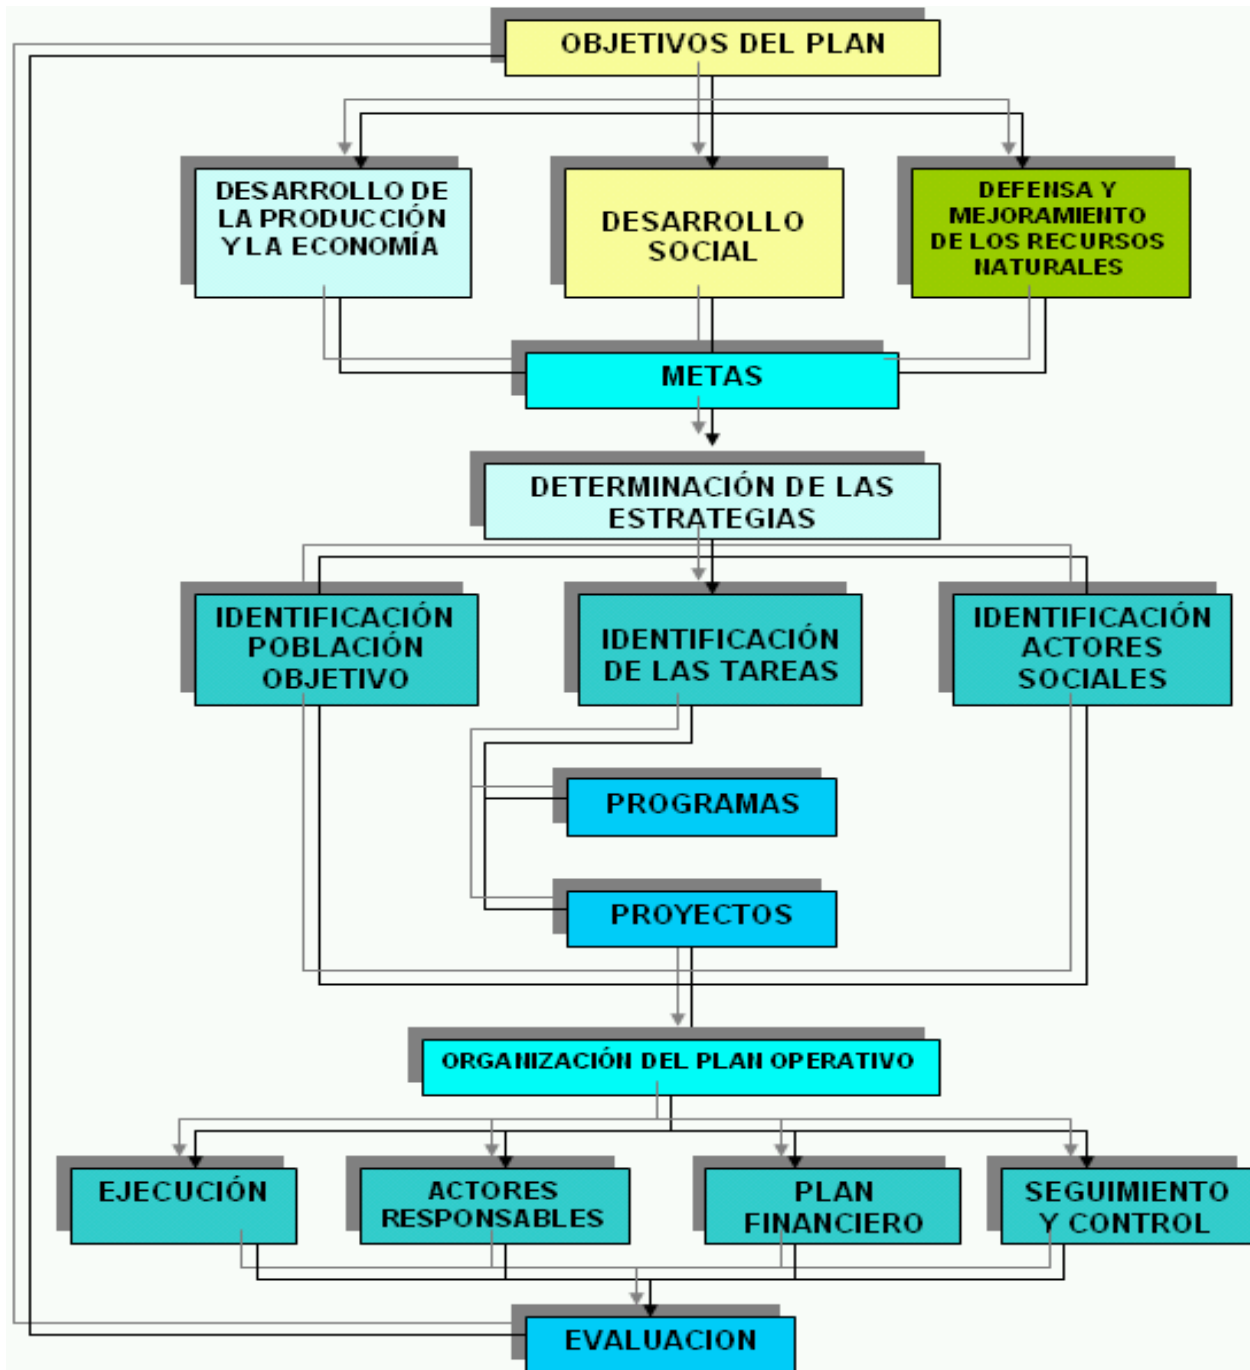 OBJETIVOS DEL PLAN
DESARROLLO DE
LA PRODUCCIÓN
Y LA ECONOMÍA
DESARROLLO
SOCIAL
DEFENSA Y
MEJORAMIENTO
DE LOS RECURSOS
NATURALES
METAS
DETERMINACIÓN DE LAS
ESTRATEGIAS
IDENTIFICACIÓN
POBLACIÓN
OBJETIVO
IDENTIFICACIÓN
DE LAS TAREAS
IDENTIFICACIÓN
ACTORES
SOCIALES
PROGRAMAS
PROYECTOS
ORGANIZACIÓN DEL PLAN OPERATIVO
EJECUCIÓN
ACTORES
RESPONSABLES
PLAN
FINANCIERO
SEGUIMIENTO
Y CONTROL
EVALUACION